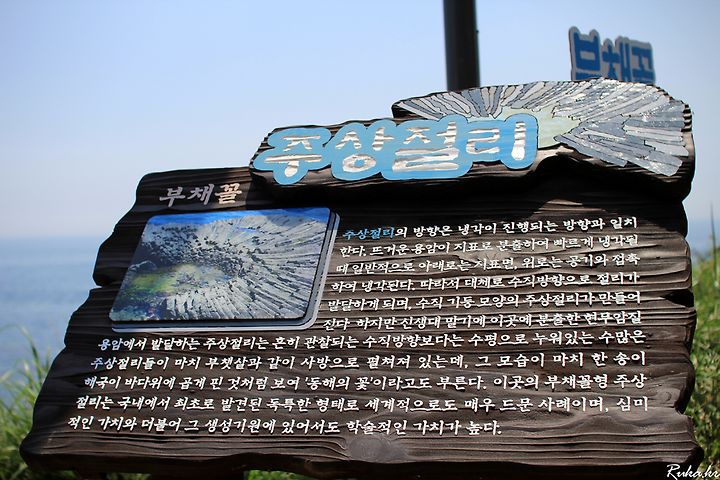 부채꼴
주상절리
부채꼴
주상절리의 방향은 냉각이 진행되는 방향과 일치
한다. 뜨거운 용암이 지표로 분출하여 빠르게 냉각될
때 일반적으로 아래로는 지표면, 위로는 공기와 접촉
하여 냉각된다. 따라서 대체로 수직방향으로 절리가
발달하게 되며, 수직 기둥 모양의 주상절리가 만들어
진다. 하지만 신생대 말기에 이곳에 분출한 현무암질
용암에서 발달하는 주상절리는 흔히 관찰되는 수직방향보다는 수평으로 누워있는 수많은
주상절리들이 마치 부챗살과 같이 사방으로 펼쳐져 있는데, 그 모습이 마치 한 송이
해국이 바다위에 곱게 핀 것처럼 보여 '동해의 꽃'이라고도 부른다. 이곳의 부채꼴형 주상
절리는 국내에서 최초로 발견된 독특한 형태로 세계적으로도 매우 드문 사례이며, 심미
적인 가치와 더불어 그 생성기원에 있어서도 학술적인 가치가 높다.
Ruka.kr